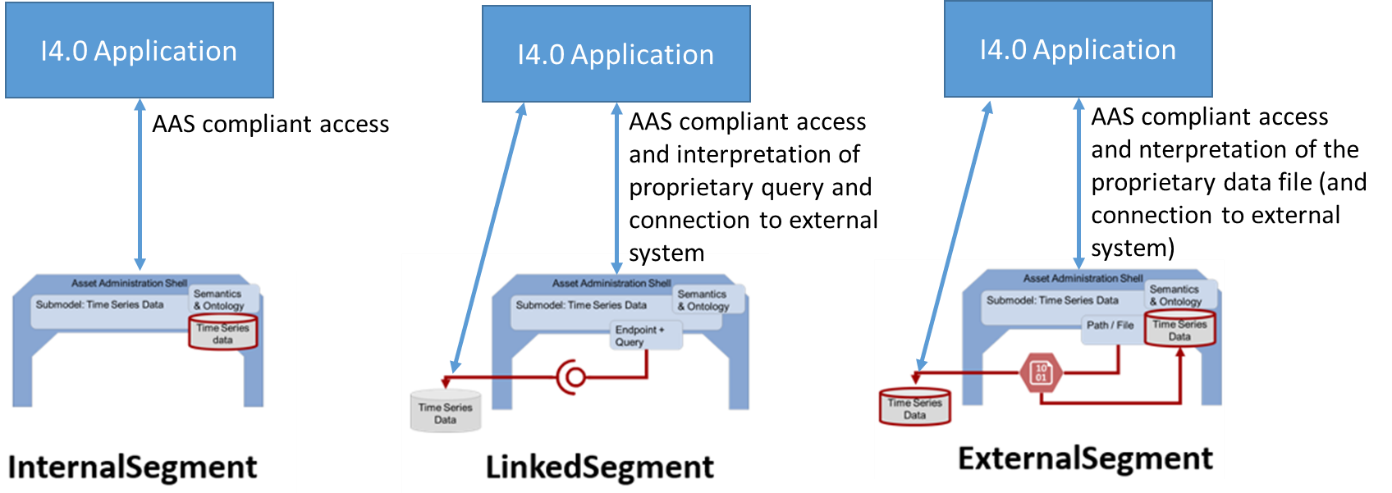 I4.0 Application
AAS compliant access
Asset Administration Shell
Submodel: Time Series Data
Semantics
& Ontology
Time Series
data
InternalSegment
I4.0 Application
AAS compliant access
and interpretation of
proprietary query and
connection to external
system
Asset Administration Shell
Submodel: Time Series Data
Semantics
& Ontology
Endpoint +
Query
Time Series
Data
LinkedSegment
I4.0 Application
AAS compliant access
and nterpretation of the
proprietary data file (and
connection to external
system)
Asset Administration Shell
Submodel: Time Series Data
Semantics
& Ontology
Path / File
Time Series
Data
10
01
Time Series
Data
ExternalSegment